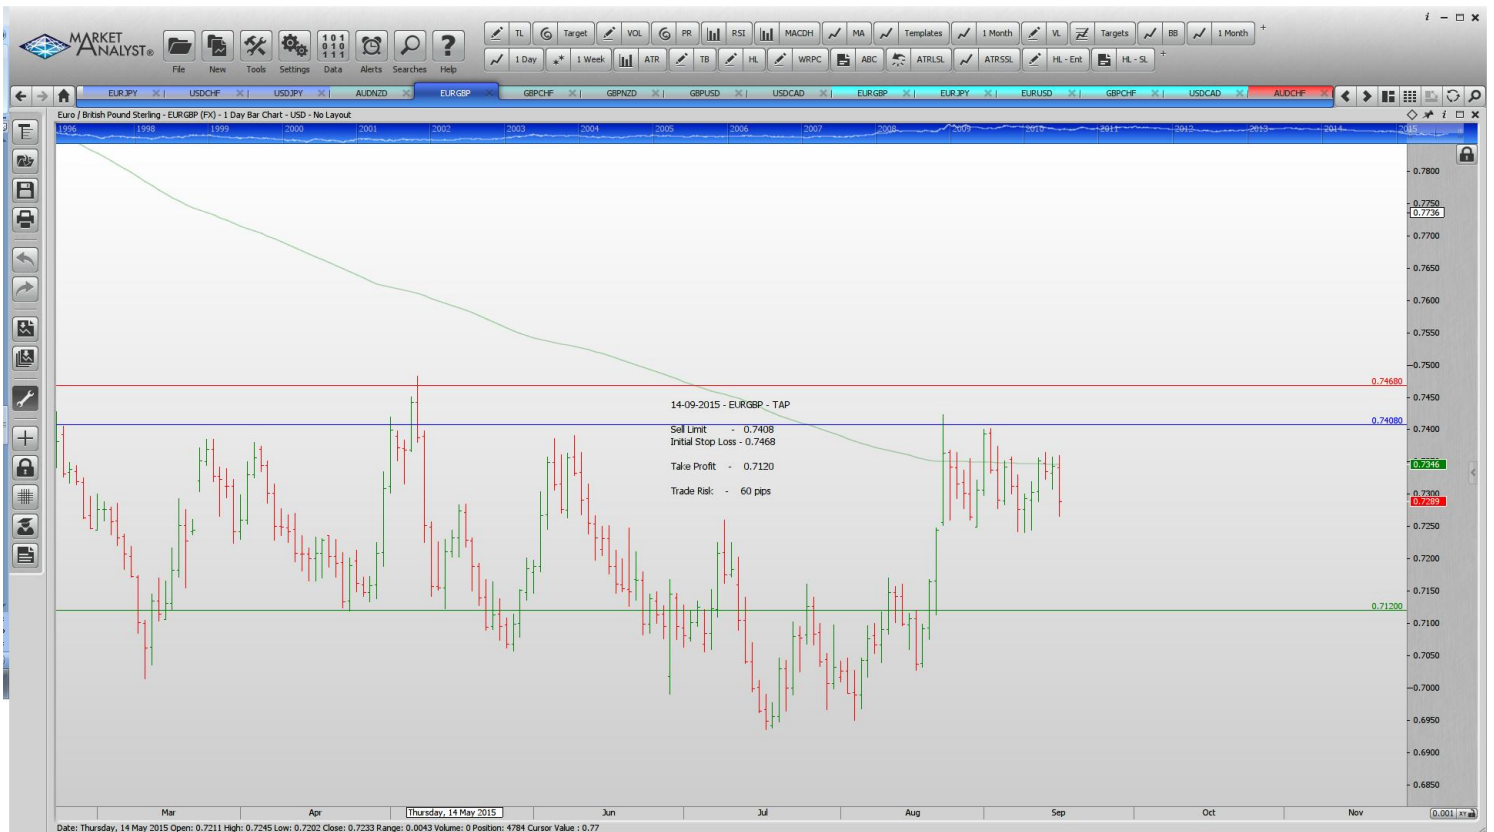 MARKET
ANALYST®
File
New
Tools
Settings
Data
Alerts
Searches
Help
TL
Target
VOL
PR
RSI
MACDH
MA
Templates
1 Month
VL
Targets
BB
1 Month
1 Day
1 Week
ATR
TB
HL
WRPC
ABC
ATRLSL
ATRSSL
HL - Ent
HL - SL
EURJPY
USDCHF
USDJPY
AUDNZD
EURGBP
GBPCHF
GBPNZD
GBPUSD
USDCAD
EURGBP
EURJPY
EURUSD
GBPCHF
USDCAD
AUDCHF
Euro / British Pound Sterling - EURGBP (FX) - 1 Day Bar Chart - USD - No Layout
1996 1998 1999 2000 2001 2002 2003 2005 2006 2007 2008 2009 2010 2011 2012 2013 2014 2015
0.7800
0.7750
0.7736
0.7700
0.7650
0.7600
0.7550
0.7500
0.74680
0.7450
0.74080
0.7400
0.7346
0.7300
0.7289
0.7250
0.7200
0.7150
0.71200
0.7100
0.7050
0.7000
0.6950
0.6900
0.6850
14-09-2015 - EURGBP - TAP
Sell Limit - 0.7408
Initial Stop Loss - 0.7468
Take Profit - 0.7120
Trade Risk - 60 pips
Mar Apr Thursday, 14 May 2015 Jun Jul Aug Sep Oct Nov 0.001 XY
Date: Thursday, 14 May 2015 Open: 0.7211 High: 0.7245 Low: 0.7202 Close: 0.7233 Range: 0.0043 Volume: 0 Position: 4784 Cursor Value : 0.77